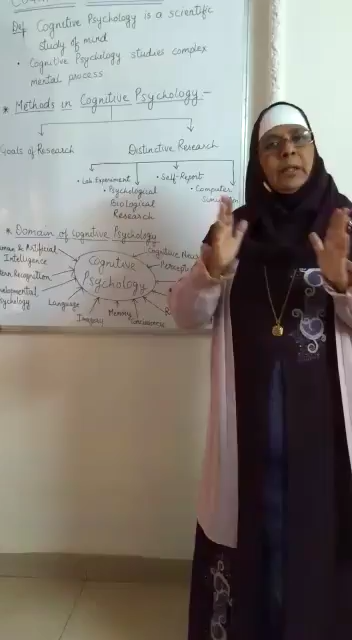 Def Cognitive Psychology is a scientific
study of mind
• Cognitive Psychology studies complex
mental process
* Methods in Cognitive Psychology -
Goals of Research Distinctive Research
• Lab. Experiment • Self-Report
• Psychological • Computer
Biological
Research
* Domain of cognitive Psychology
& Artificial Cognitive
Intelligence
Recognition
Cognitive
Psychology
Language
Imagery
Memory